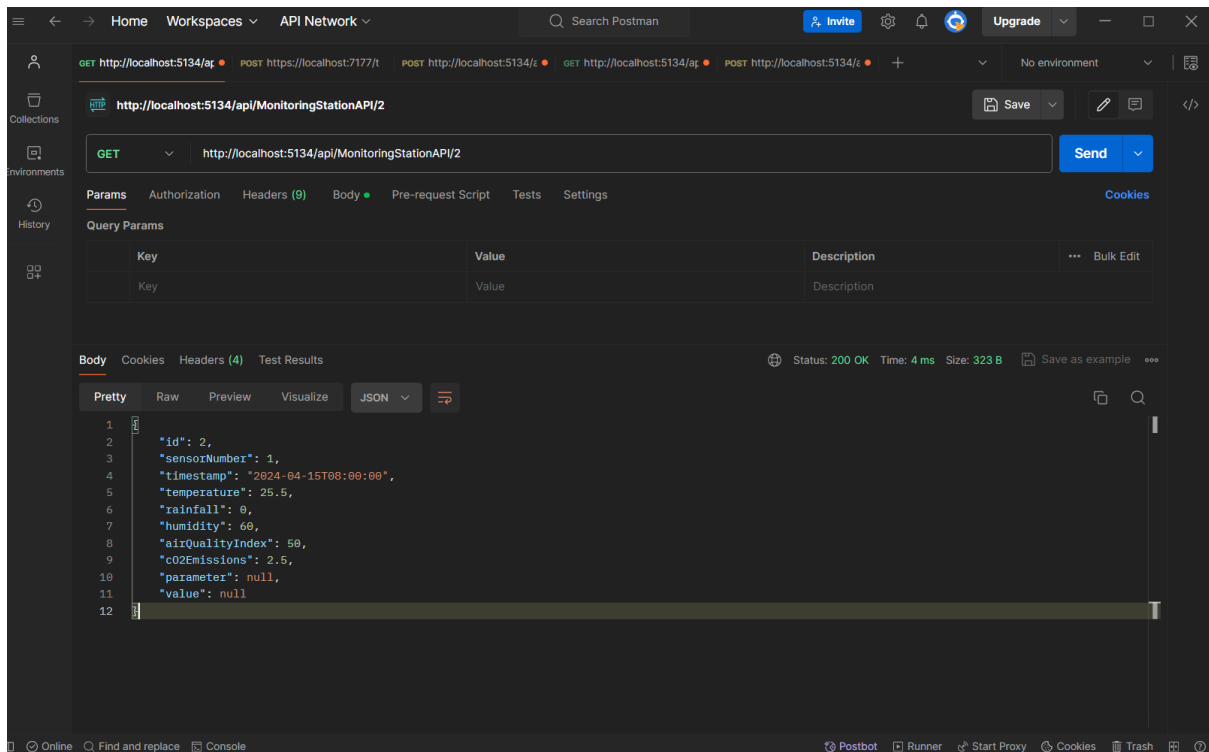 Home Workspaces API Network Search Postman Invite Upgrade
GET http://localhost:5134/ap POST https://localhost:7177/t POST http://localhost:5134/a GET http://localhost:5134/ap POST http://localhost:5134/a No environment
HTTP http://localhost:5134/api/MonitoringStationAPI/2 Save
Collections
GET http://localhost:5134/api/MonitoringStationAPI/2 Send
Environments
Params Authorization Headers (9) Body Pre-request Script Tests Settings Cookies
History
Query Params
Key Value Description Bulk Edit
Key Value Description
Body Cookies Headers (4) Test Results Status: 200 OK Time: 4 ms Size: 323 B Save as example
Pretty Raw Preview Visualize JSON
1 {
2 "id": 2,
3 "sensorNumber": 1,
4 "timestamp": "2024-04-15T08:00:00",
5 "temperature": 25.5,
6 "rainfall": 0,
7 "humidity": 60,
8 "airQualityIndex": 50,
9 "cO2Emissions": 2.5,
10 "parameter": null,
11 "value": null
12 }
Online Find and replace Console Postbot Runner Start Proxy Cookies Trash